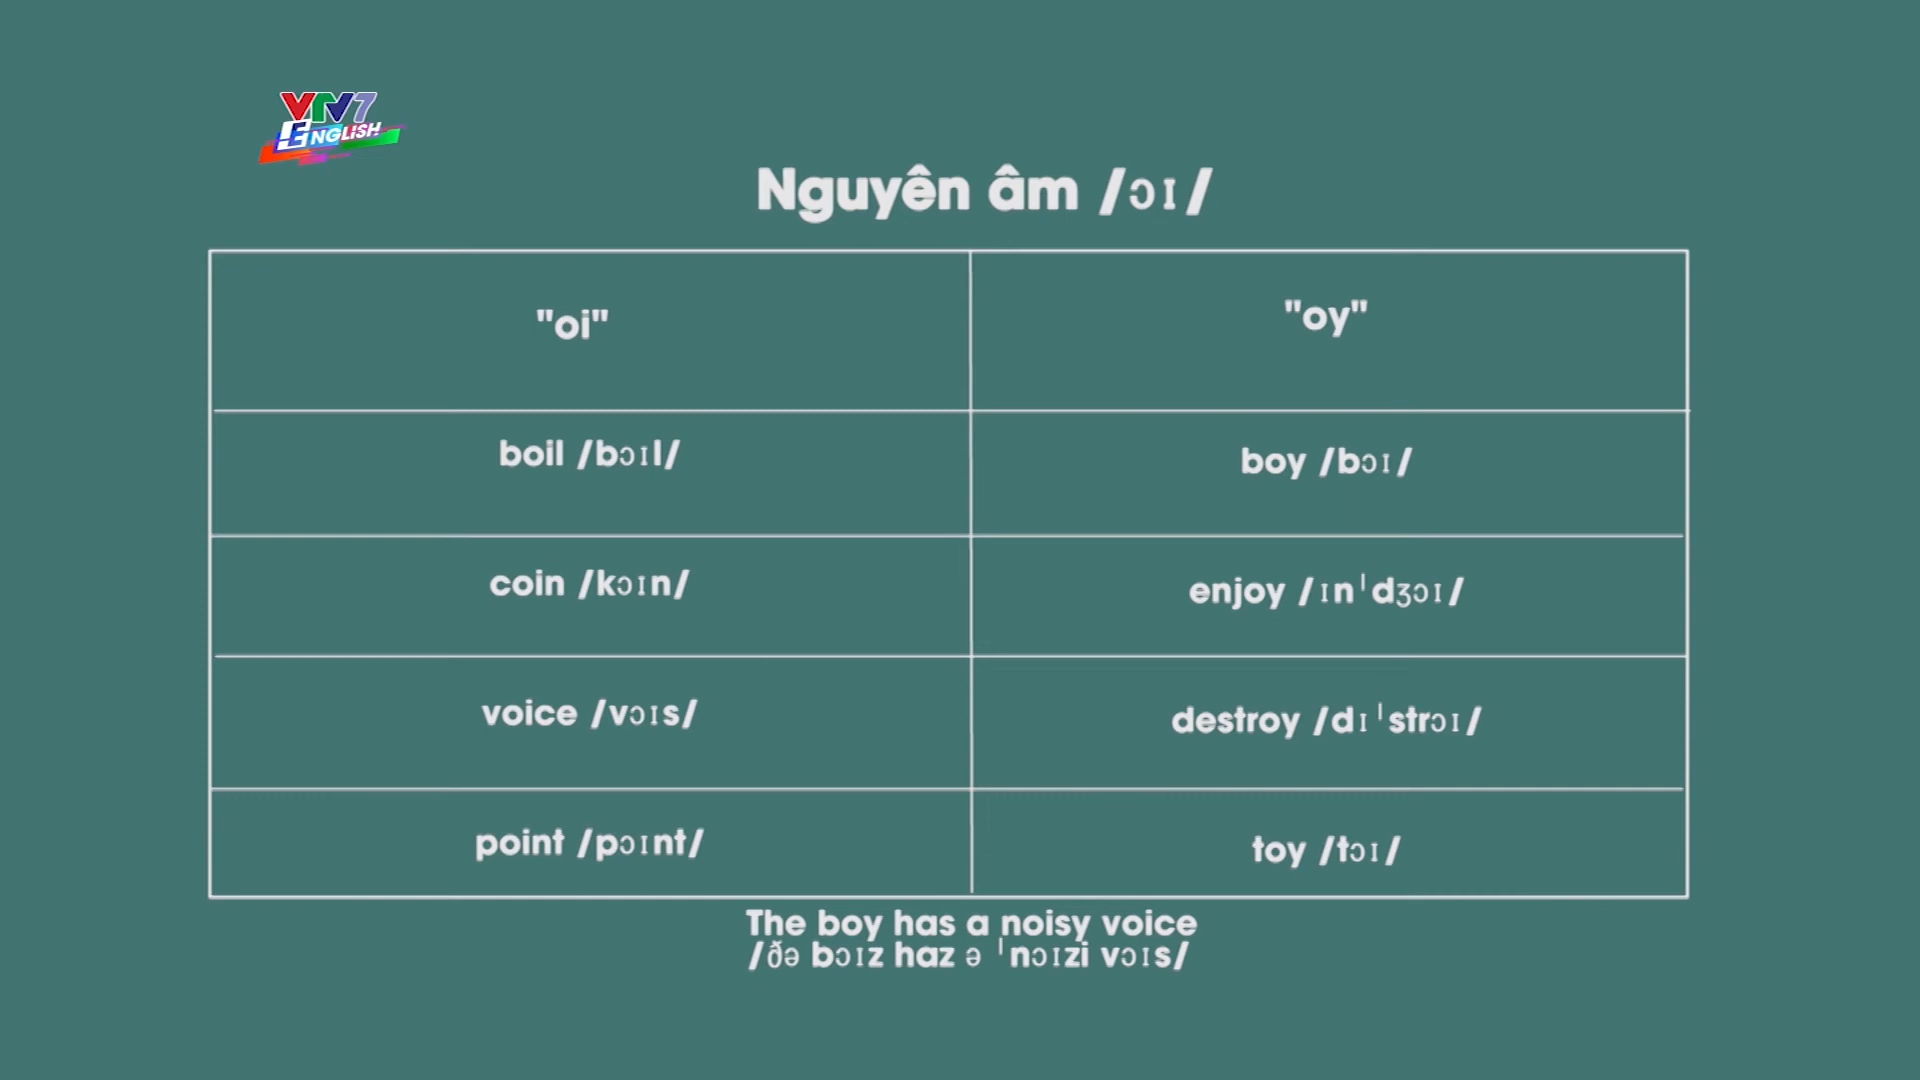 VTV7
ENGLISH
Nguyên âm /ɔɪ/
"oi"
"oy"
boil /bɔɪl/
boy /bɔɪ/
coin /kɔɪn/
enjoy /ɪnˈdʒɔɪ/
voice /vɔɪs/
destroy /dɪˈstrɔɪ/
point /pɔɪnt/
toy /tɔɪ/
The boy has a noisy voice
/ðə bɔɪz haz ə ˈnɔɪzi vɔɪs/